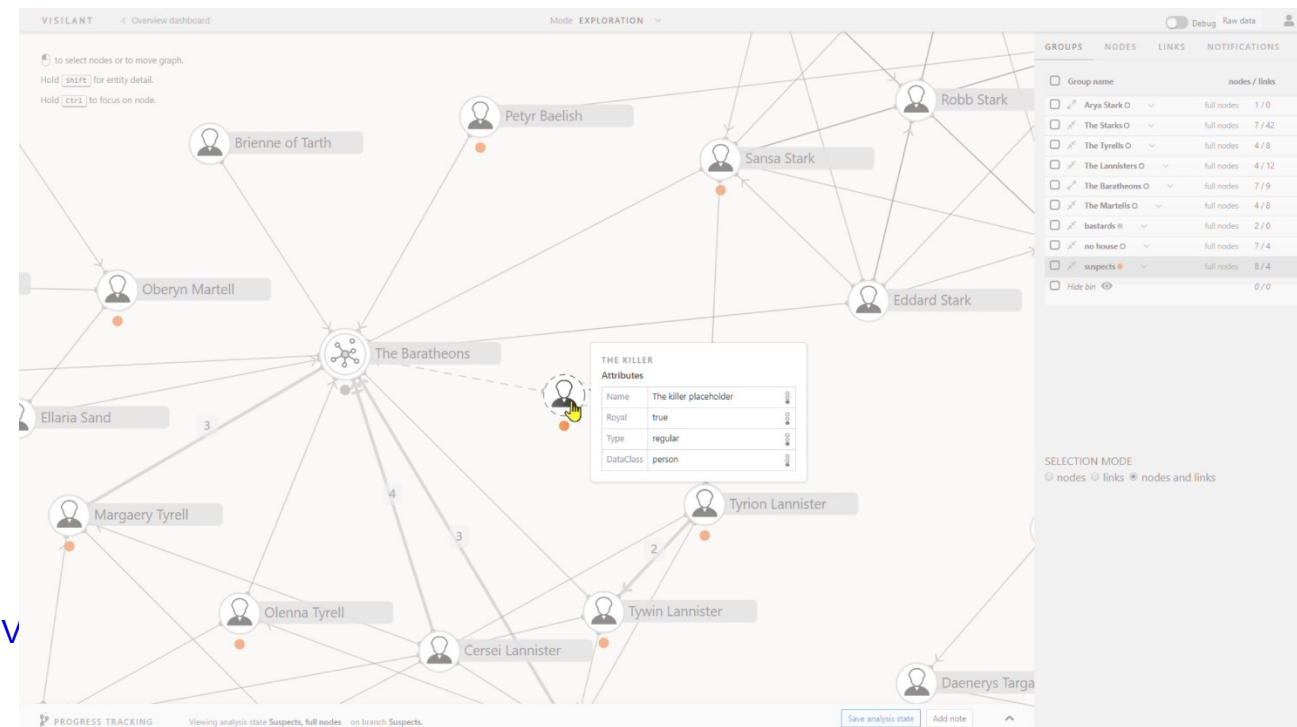 VISILANT < Overview dashboard Mode EXPLORATION Debug Raw data
to select nodes or to move graph.
Hold shift for entity detail.
Hold ctrl to focus on node.
Petyr Baelish
Robb Stark
Brienne of Tarth
Sansa Stark
Oberyn Martell
Eddard Stark
The Baratheons
THE KILLER
Attributes
Name The killer placeholder
Royal true
Type regular
DataClass person
Ellaria Sand
3
4
3
2
Margaery Tyrell
Tyrion Lannister
Olenna Tyrell
Tywin Lannister
Cersei Lannister
Daenerys Targa
GROUPS NODES LINKS NOTIFICATIONS
Group name nodes / links
Arya Stark full nodes 1 / 0
The Starks full nodes 7 / 42
The Tyrells full nodes 4 / 8
The Lannisters full nodes 4 / 12
The Baratheons full nodes 7 / 9
The Martells full nodes 4 / 8
bastards full nodes 2 / 0
no house full nodes 7 / 4
suspects full nodes 8 / 4
Hide bin 0 / 0
SELECTION MODE
nodes links nodes and links
V
PROGRESS TRACKING Viewing analysis state Suspects, full nodes on branch Suspects. Save analysis state Add note